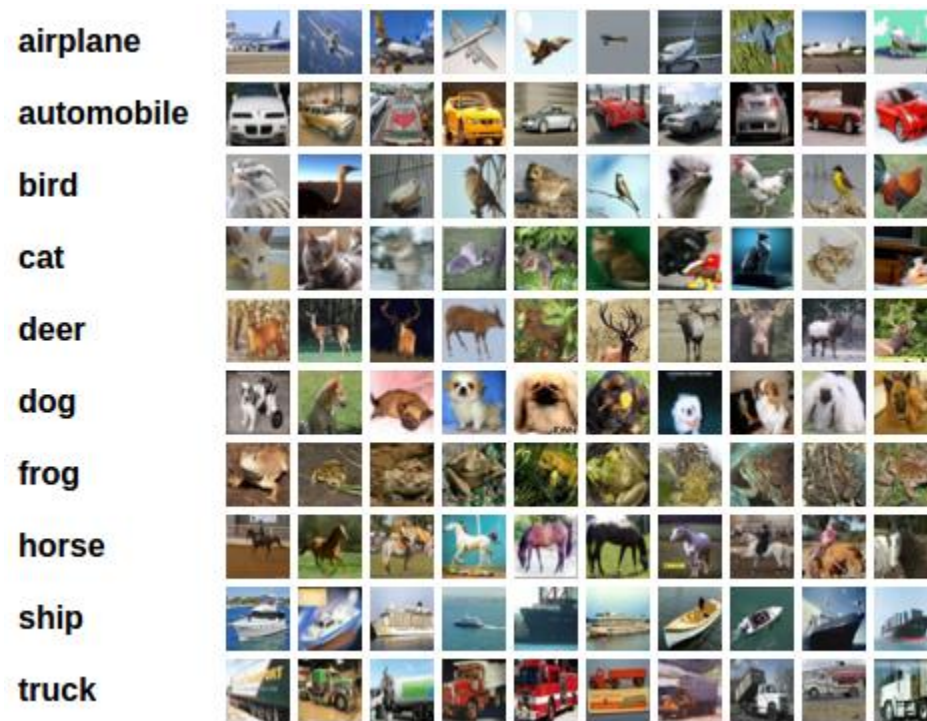 airplane
automobile
bird
cat
deer
dog
frog
horse
ship
truck